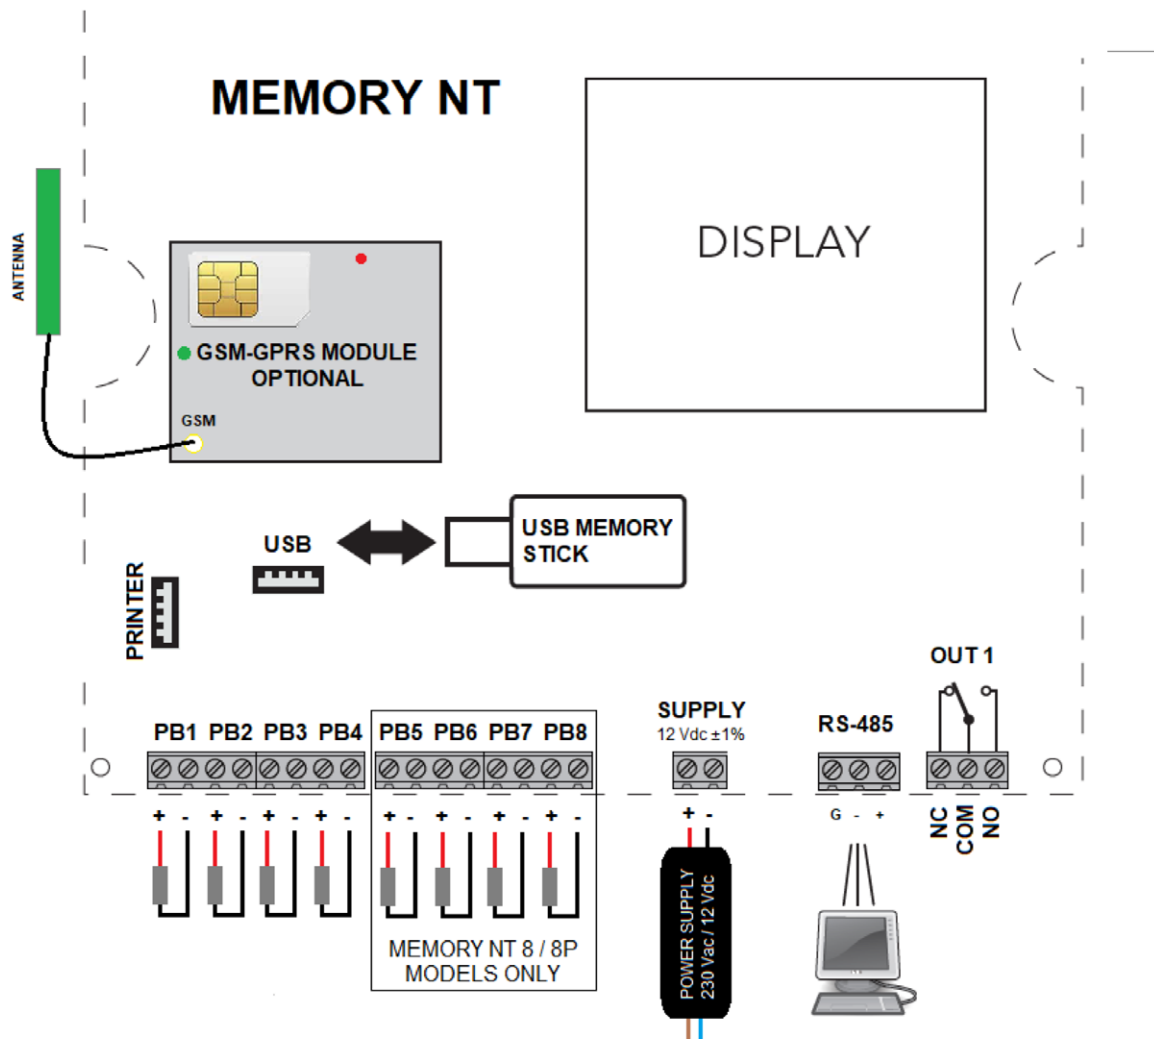 MEMORY NT
DISPLAY
ANTENNA
GSM-GPRS MODULE
OPTIONAL
GSM
USB MEMORY
STICK
USB
PRINTER
OUT 1
PB1 PB2 PB3 PB4
PB5 PB6 PB7 PB8
SUPPLY
12 Vdc ±1%
RS-485
+ - + - + - + -
+ - + - + - + -
+ -
G - +
NC
COM
NO
MEMORY NT 8 / 8P
MODELS ONLY
POWER SUPPLY
230 Vac / 12 Vdc